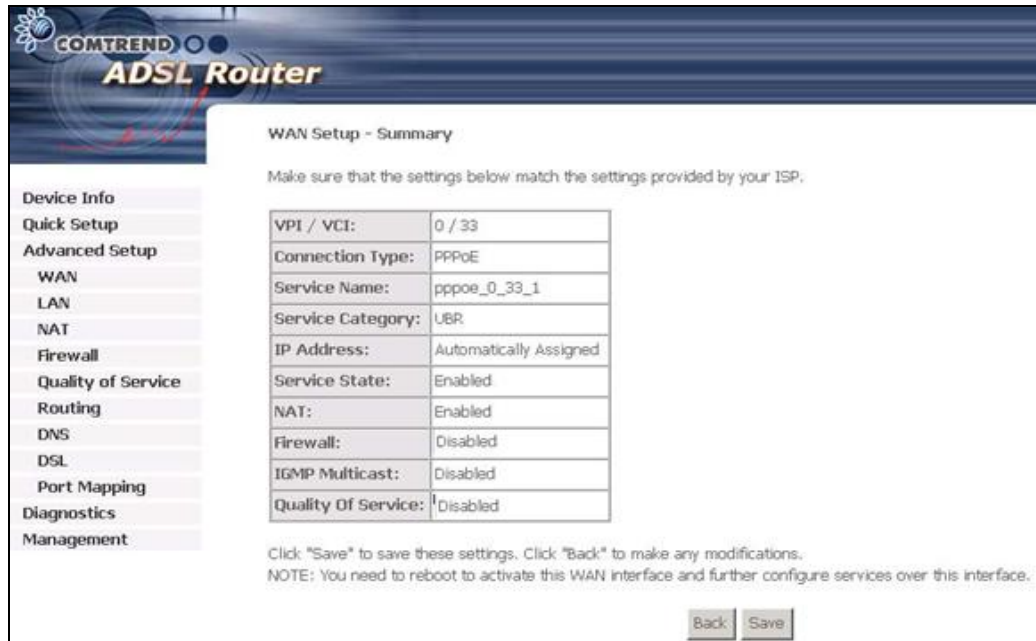 COMTREND
ADSL Router
WAN Setup - Summary
Make sure that the settings below match the settings provided by your ISP.
Device Info
Quick Setup
Advanced Setup
WAN
LAN
NAT
Firewall
Quality of Service
Routing
DNS
DSL
Port Mapping
Diagnostics
Management
VPI / VCI: 0 / 33
Connection Type: PPPoE
Service Name: pppoe_0_33_1
Service Category: UBR
IP Address: Automatically Assigned
Service State: Enabled
NAT: Enabled
Firewall: Disabled
IGMP Multicast: Disabled
Quality Of Service: Disabled
Click "Save" to save these settings. Click "Back" to make any modifications.
NOTE: You need to reboot to activate this WAN interface and further configure services over this interface.
Back Save